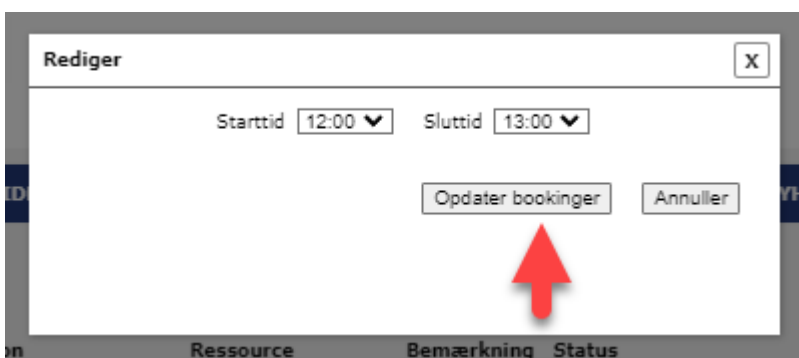 Rediger
X
Starttid 12:00 Sluttid 13:00
Opdater bookinger Annuller
Ressource Bemærkning Status